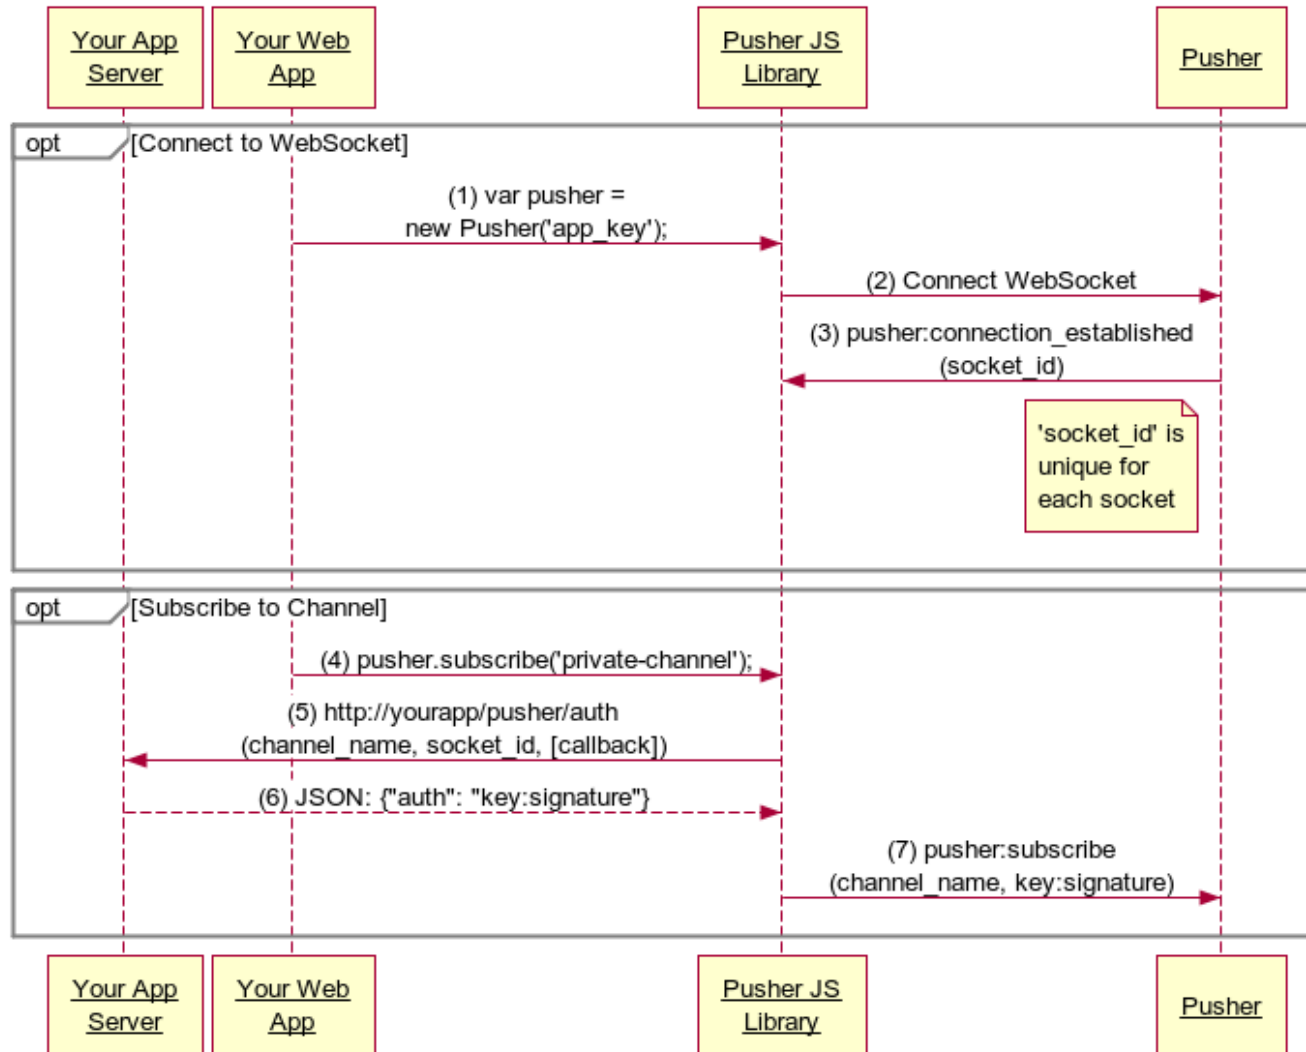 Your App
Server
Your Web
App
Pusher JS
Library
Pusher
opt
[Connect to WebSocket]
(1) var pusher =
new Pusher('app_key');
(2) Connect WebSocket
(3) pusher:connection_established
(socket_id)
'socket_id' is
unique for
each socket
opt
[Subscribe to Channel]
(4) pusher.subscribe('private-channel');
(5) http://yourapp/pusher/auth
(channel_name, socket_id, [callback])
(6) JSON: {"auth": "key:signature"}
(7) pusher:subscribe
(channel_name, key:signature)
Your App
Server
Your Web
App
Pusher JS
Library
Pusher